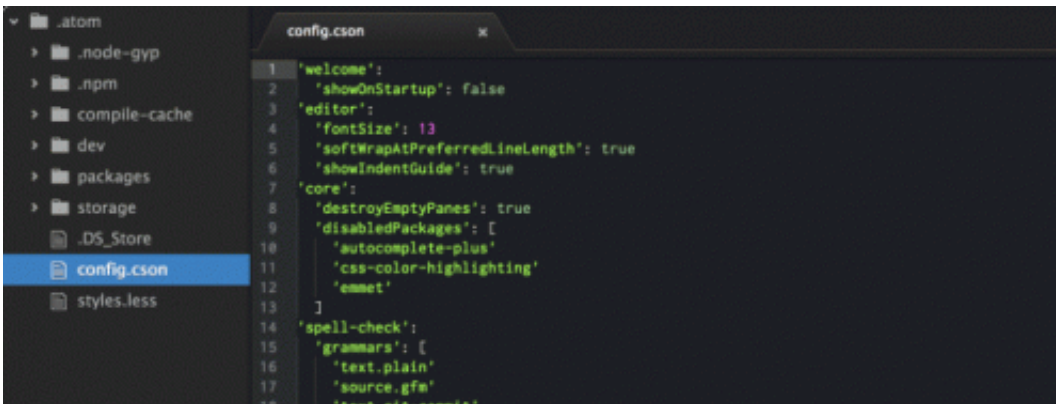 .atom
.node-gyp
.npm
compile-cache
dev
packages
storage
.DS_Store
config.cson
styles.less
config.cson ×
1 'welcome':
2 'showOnStartup': false
3 'editor':
4 'fontSize': 13
5 'softWrapAtPreferredLineLength': true
6 'showIndentGuide': true
7 'core':
8 'destroyEmptyPanes': true
9 'disabledPackages': [
10 'autocomplete-plus'
11 'css-color-highlighting'
12 'emmet'
13 ]
14 'spell-check':
15 'grammars': [
16 'text.plain'
17 'source.gfm'